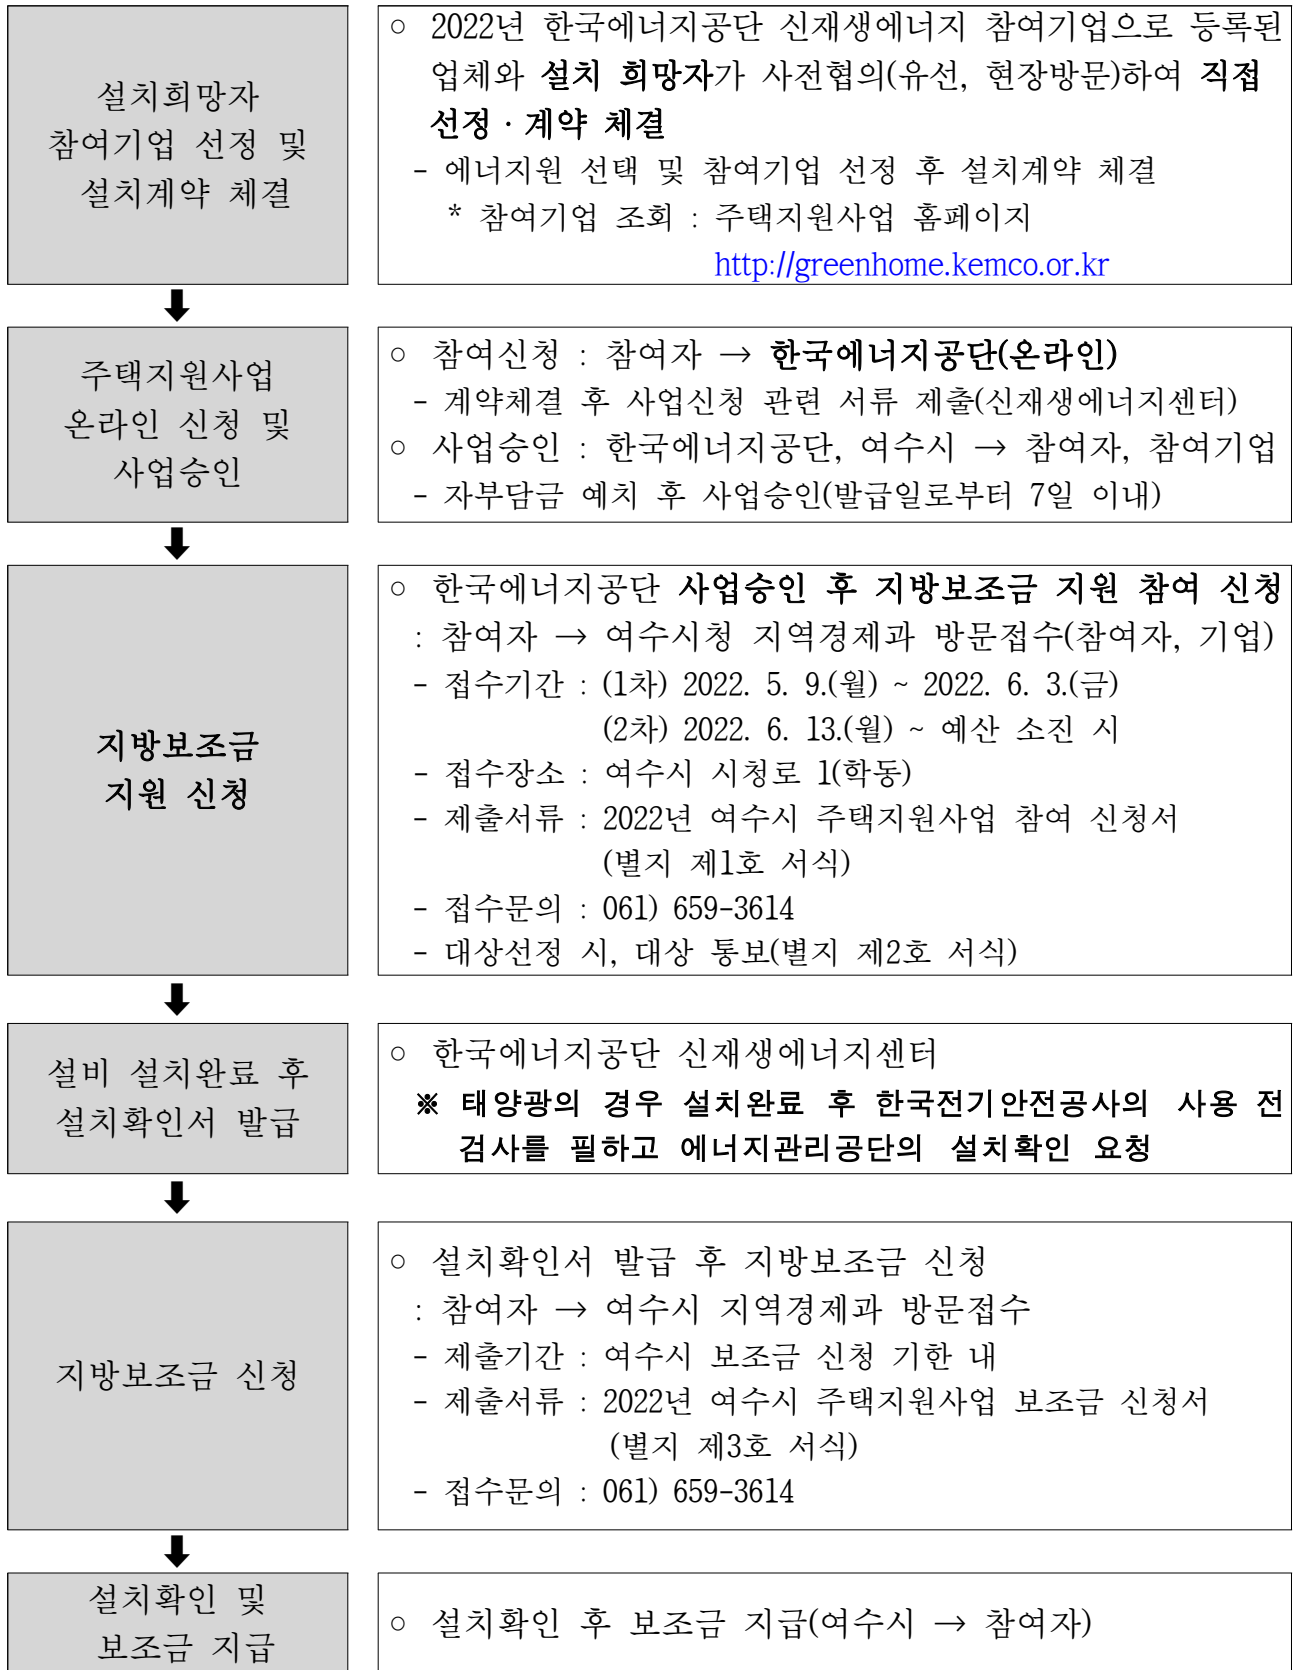 설치희망자
참여기업 선정 및
설치계약 체결
○ 2022년 한국에너지공단 신재생에너지 참여기업으로 등록된
업체와 설치 희망자가 사전협의(유선, 현장방문)하여 직접
선정·계약 체결
- 에너지원 선택 및 참여기업 선정 후 설치계약 체결
* 참여기업 조회 : 주택지원사업 홈페이지
http://greenhome.kemco.or.kr
⬇
주택지원사업
온라인 신청 및
사업승인
○ 참여신청 : 참여자 → 한국에너지공단(온라인)
- 계약체결 후 사업신청 관련 서류 제출(신재생에너지센터)
○ 사업승인 : 한국에너지공단, 여수시 → 참여자, 참여기업
- 자부담금 예치 후 사업승인(발급일로부터 7일 이내)
⬇
지방보조금
지원 신청
○ 한국에너지공단 사업승인 후 지방보조금 지원 참여 신청
: 참여자 → 여수시청 지역경제과 방문접수(참여자, 기업)
- 접수기간 : (1차) 2022. 5. 9.(월) ~ 2022. 6. 3.(금)
(2차) 2022. 6. 13.(월) ~ 예산 소진 시
- 접수장소 : 여수시 시청로 1(학동)
- 제출서류 : 2022년 여수시 주택지원사업 참여 신청서
(별지 제1호 서식)
- 접수문의 : 061) 659-3614
- 대상선정 시, 대상 통보(별지 제2호 서식)
⬇
설비 설치완료 후
설치확인서 발급
○ 한국에너지공단 신재생에너지센터
※ 태양광의 경우 설치완료 후 한국전기안전공사의 사용 전
검사를 필하고 에너지관리공단의 설치확인 요청
⬇
지방보조금 신청
○ 설치확인서 발급 후 지방보조금 신청
: 참여자 → 여수시 지역경제과 방문접수
- 제출기간 : 여수시 보조금 신청 기한 내
- 제출서류 : 2022년 여수시 주택지원사업 보조금 신청서
(별지 제3호 서식)
- 접수문의 : 061) 659-3614
⬇
설치확인 및
보조금 지급
○ 설치확인 후 보조금 지급(여수시 → 참여자)